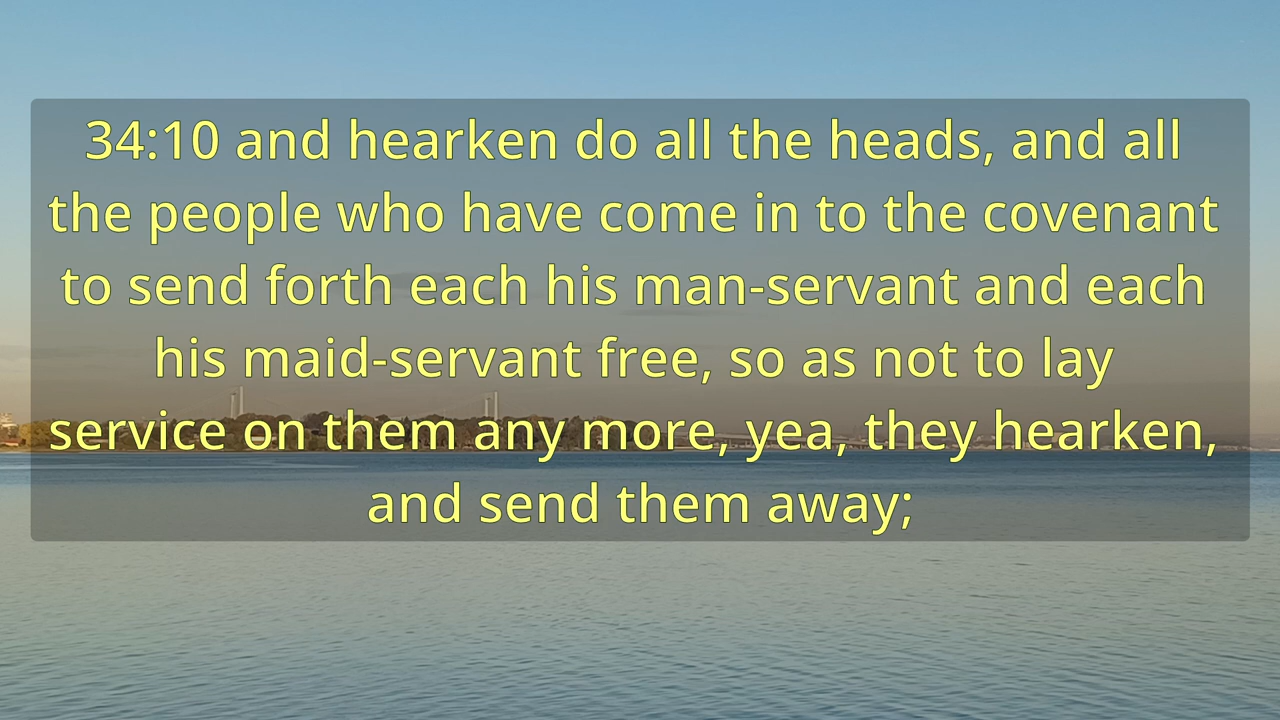 34:10 and hearken do all the heads, and all
the people who have come in to the covenant
to send forth each his man-servant and each
his maid-servant free, so as not to lay
service on them any more, yea, they hearken,
and send them away;